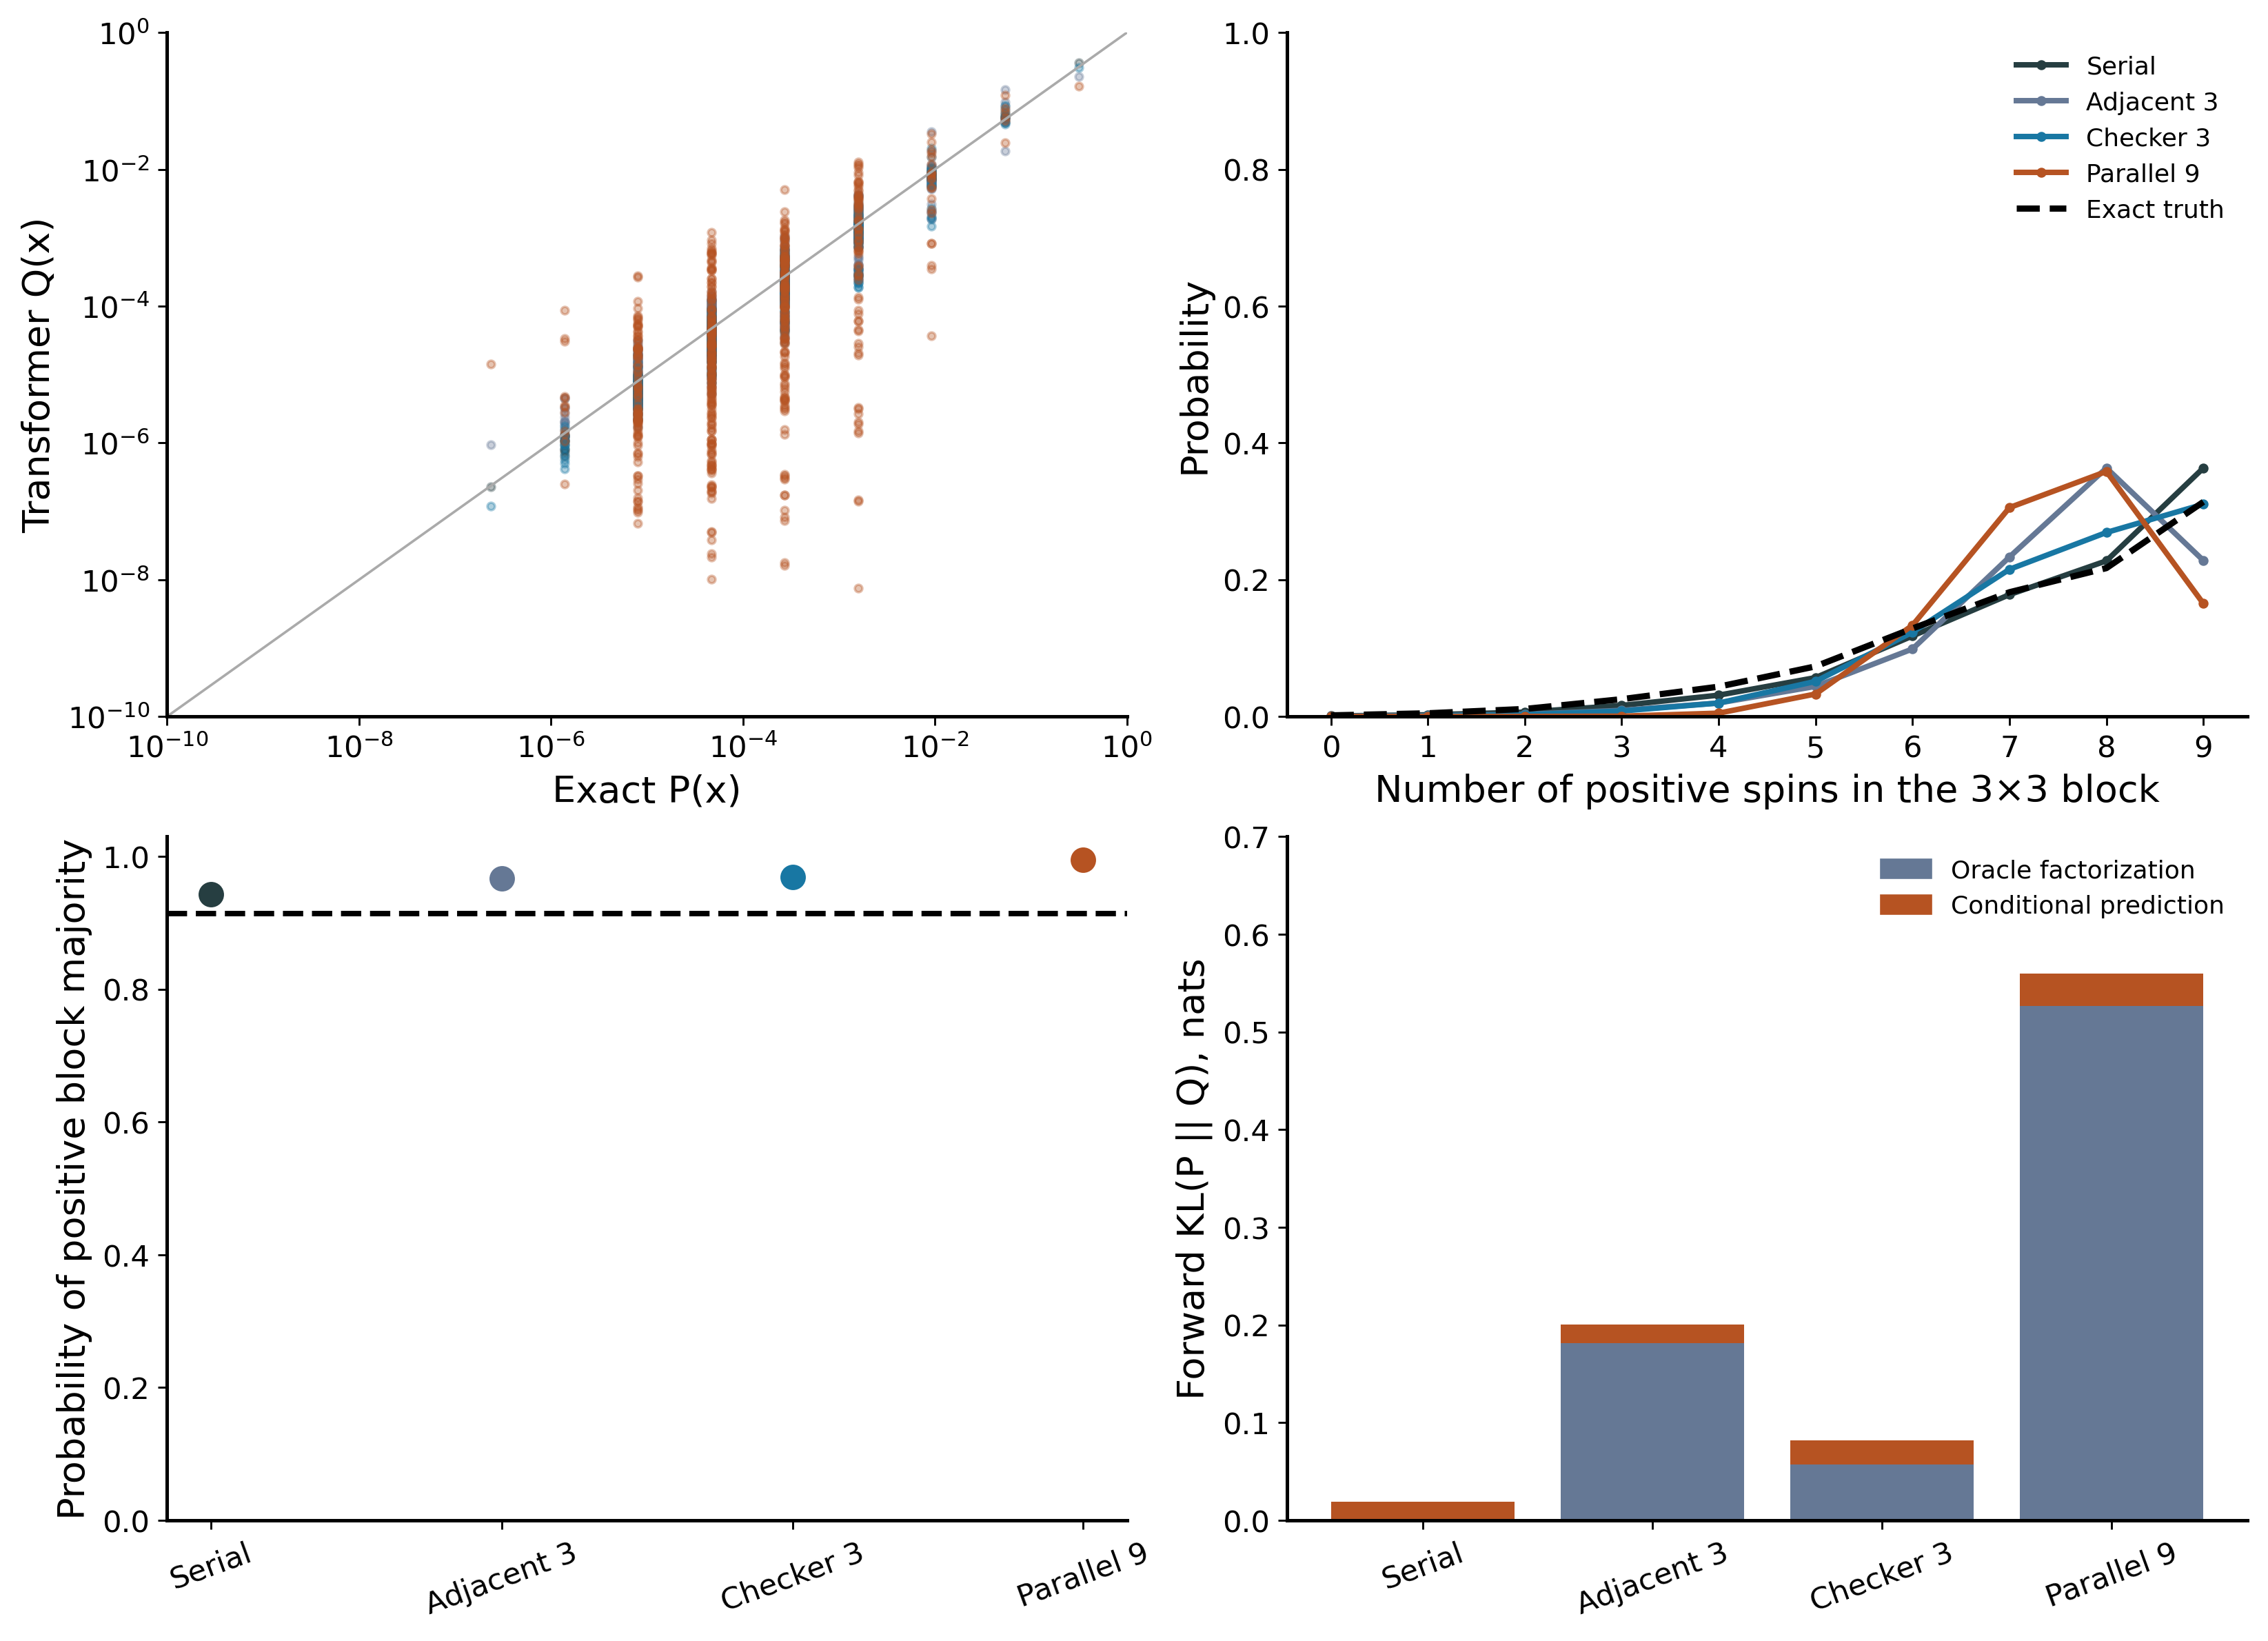 Transformer Q(x)
10⁰
10⁻²
10⁻⁴
10⁻⁶
10⁻⁸
10⁻¹⁰
10⁻¹⁰ 10⁻⁸ 10⁻⁶ 10⁻⁴ 10⁻² 10⁰
Exact P(x)
Probability
1.0
0.8
0.6
0.4
0.2
0.0
Serial
Adjacent 3
Checker 3
Parallel 9
Exact truth
0 1 2 3 4 5 6 7 8 9
Number of positive spins in the 3×3 block
Probability of positive block majority
1.0
0.8
0.6
0.4
0.2
0.0
Serial Adjacent 3 Checker 3 Parallel 9
Forward KL(P || Q), nats
0.7
0.6
0.5
0.4
0.3
0.2
0.1
0.0
Oracle factorization
Conditional prediction
Serial Adjacent 3 Checker 3 Parallel 9